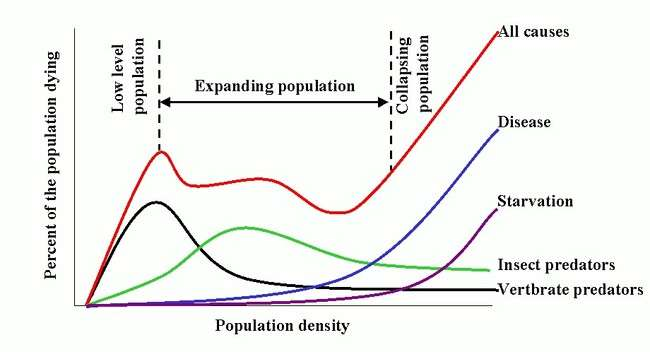 All causes
Low level
population
Expanding population
Collapsing
population
Percent of the population dying
Disease
Starvation
Insect predators
Vertbrate predators
Population density